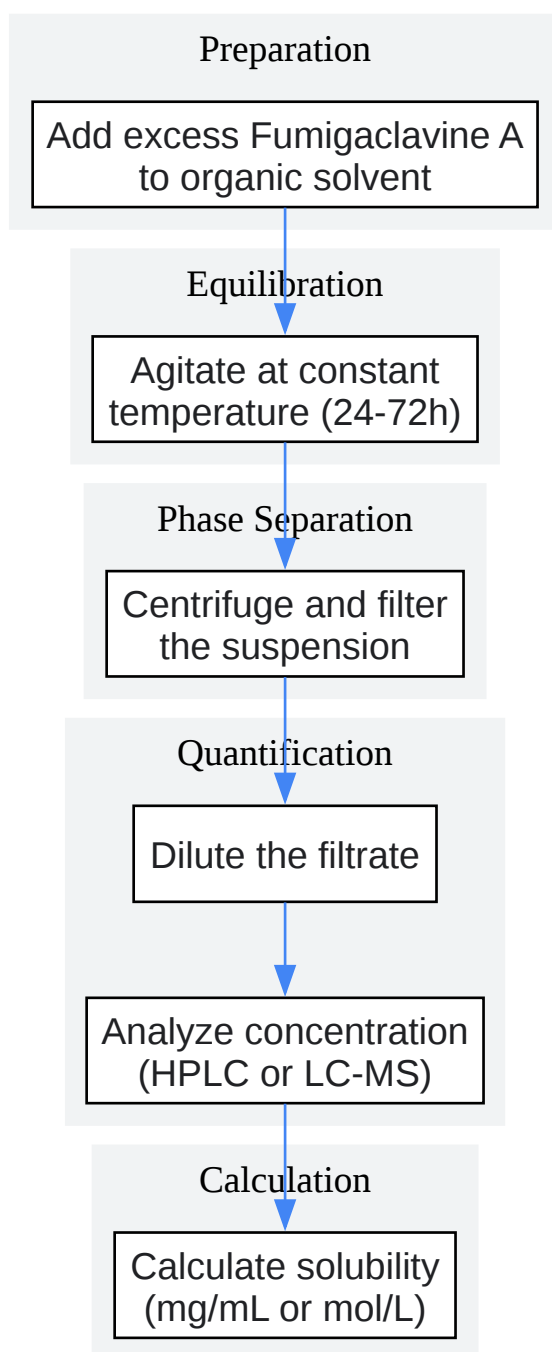 Preparation
Add excess Fumigaclavine A
to organic solvent
Equilibration
Agitate at constant
temperature (24-72h)
Phase Separation
Centrifuge and filter
the suspension
Quantification
Dilute the filtrate
Analyze concentration
(HPLC or LC-MS)
Calculation
Calculate solubility
(mg/mL or mol/L)